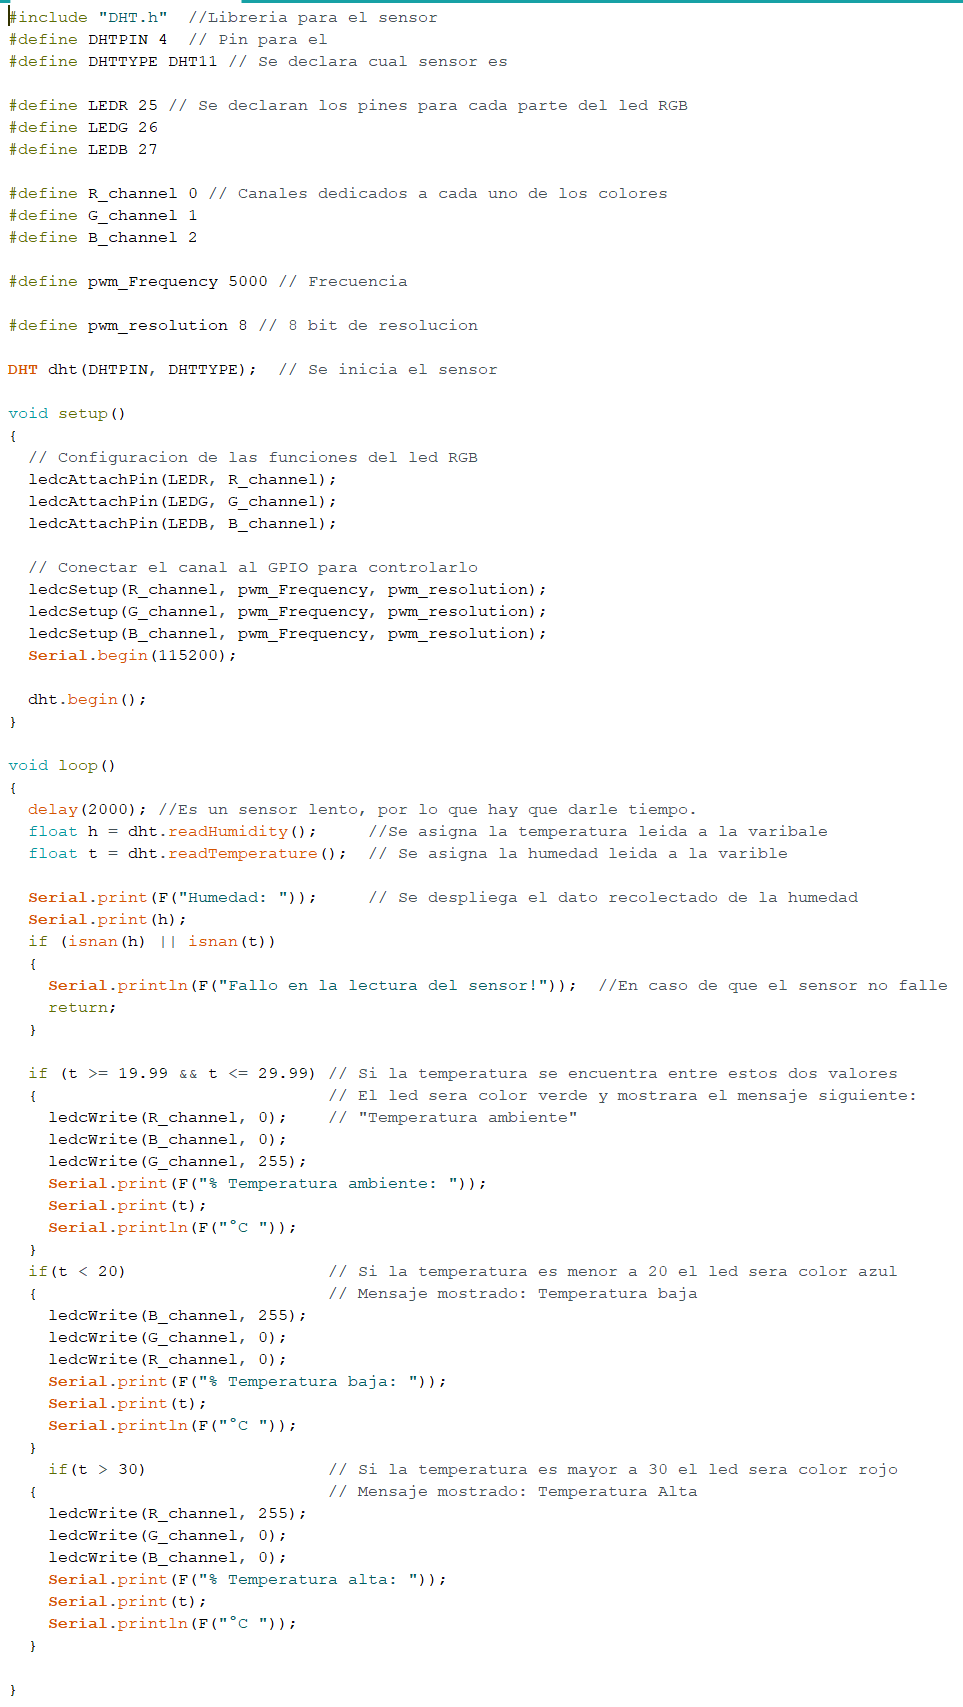 #include "DHT.h"  //Libreria para el sensor
#define DHTPIN 4  // Pin para el
#define DHTTYPE DHT11 // Se declara cual sensor es

#define LEDR 25 // Se declaran los pines para cada parte del led RGB
#define LEDG 26
#define LEDB 27

#define R_channel 0 // Canales dedicados a cada uno de los colores
#define G_channel 1
#define B_channel 2

#define pwm_Frequency 5000 // Frecuencia

#define pwm_resolution 8 // 8 bit de resolucion

DHT dht(DHTPIN, DHTTYPE);  // Se inicia el sensor

void setup()
{
  // Configuracion de las funciones del led RGB
  ledcAttachPin(LEDR, R_channel);
  ledcAttachPin(LEDG, G_channel);
  ledcAttachPin(LEDB, B_channel);

  // Conectar el canal al GPIO para controlarlo
  ledcSetup(R_channel, pwm_Frequency, pwm_resolution);
  ledcSetup(G_channel, pwm_Frequency, pwm_resolution);
  ledcSetup(B_channel, pwm_Frequency, pwm_resolution);
  Serial.begin(115200);

  dht.begin();
}

void loop()
{
  delay(2000); //Es un sensor lento, por lo que hay que darle tiempo.
  float h = dht.readHumidity();     //Se asigna la temperatura leida a la varibale
  float t = dht.readTemperature();  // Se asigna la humedad leida a la varible

  Serial.print(F("Humedad: "));     // Se despliega el dato recolectado de la humedad
  Serial.print(h);
  if (isnan(h) || isnan(t))
  {
    Serial.println(F("Fallo en la lectura del sensor!"));  //En caso de que el sensor no falle
    return;
  }

  if (t >= 19.99 && t <= 29.99) // Si la temperatura se encuentra entre estos dos valores
  {                             // El led sera color verde y mostrara el mensaje siguiente:
    ledcWrite(R_channel, 0);    // "Temperatura ambiente"
    ledcWrite(B_channel, 0);
    ledcWrite(G_channel, 255);
    Serial.print(F("% Temperatura ambiente: "));
    Serial.print(t);
    Serial.println(F("°C "));
  }
  if(t < 20)                    // Si la temperatura es menor a 20 el led sera color azul
  {                             // Mensaje mostrado: Temperatura baja
    ledcWrite(B_channel, 255);
    ledcWrite(G_channel, 0);
    ledcWrite(R_channel, 0);
    Serial.print(F("% Temperatura baja: "));
    Serial.print(t);
    Serial.println(F("°C "));
  }
    if(t > 30)                  // Si la temperatura es mayor a 30 el led sera color rojo
  {                             // Mensaje mostrado: Temperatura Alta
    ledcWrite(R_channel, 255);
    ledcWrite(G_channel, 0);
    ledcWrite(B_channel, 0);
    Serial.print(F("% Temperatura alta: "));
    Serial.print(t);
    Serial.println(F("°C "));
  }

}